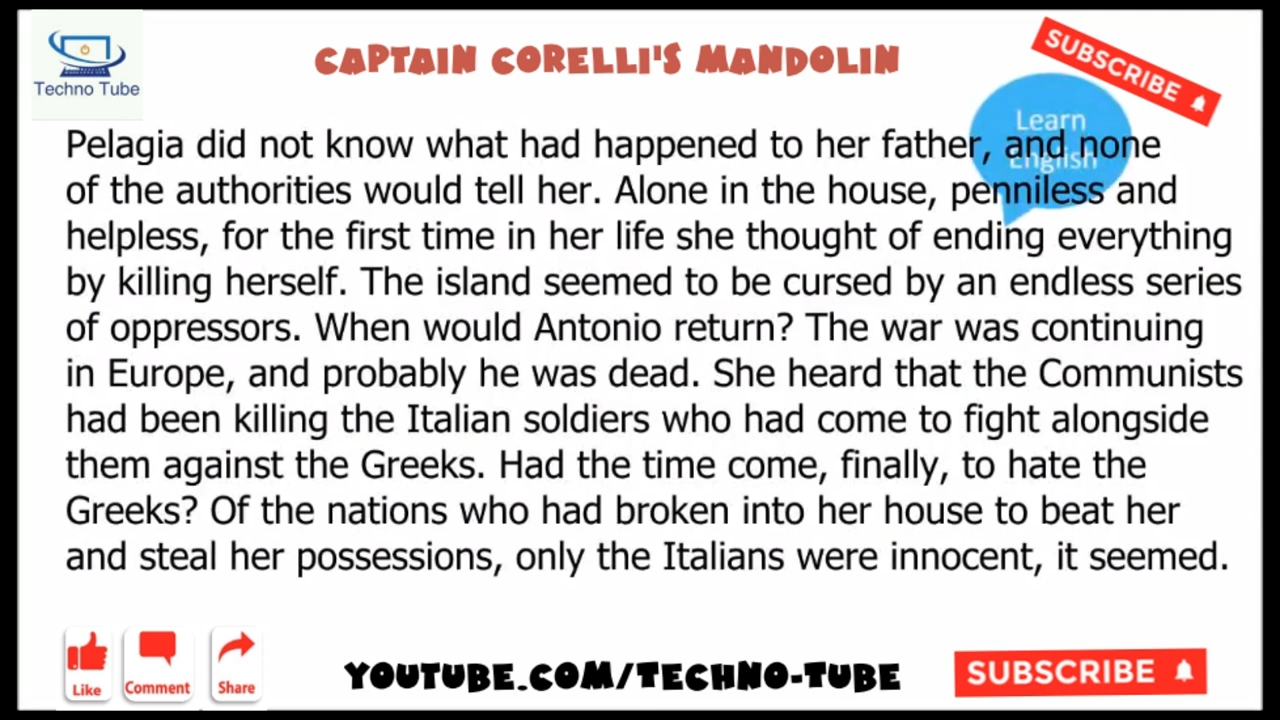 Techno Tube
CAPTAIN CORELLI'S MANDOLIN
SUBSCRIBE
Learn
English
Pelagia did not know what had happened to her father, and none
of the authorities would tell her. Alone in the house, penniless and
helpless, for the first time in her life she thought of ending everything
by killing herself. The island seemed to be cursed by an endless series
of oppressors. When would Antonio return? The war was continuing
in Europe, and probably he was dead. She heard that the Communists
had been killing the Italian soldiers who had come to fight alongside
them against the Greeks. Had the time come, finally, to hate the
Greeks? Of the nations who had broken into her house to beat her
and steal her possessions, only the Italians were innocent, it seemed.
Like
Comment
Share
YOUTUBE.COM/TECHNO-TUBE
SUBSCRIBE